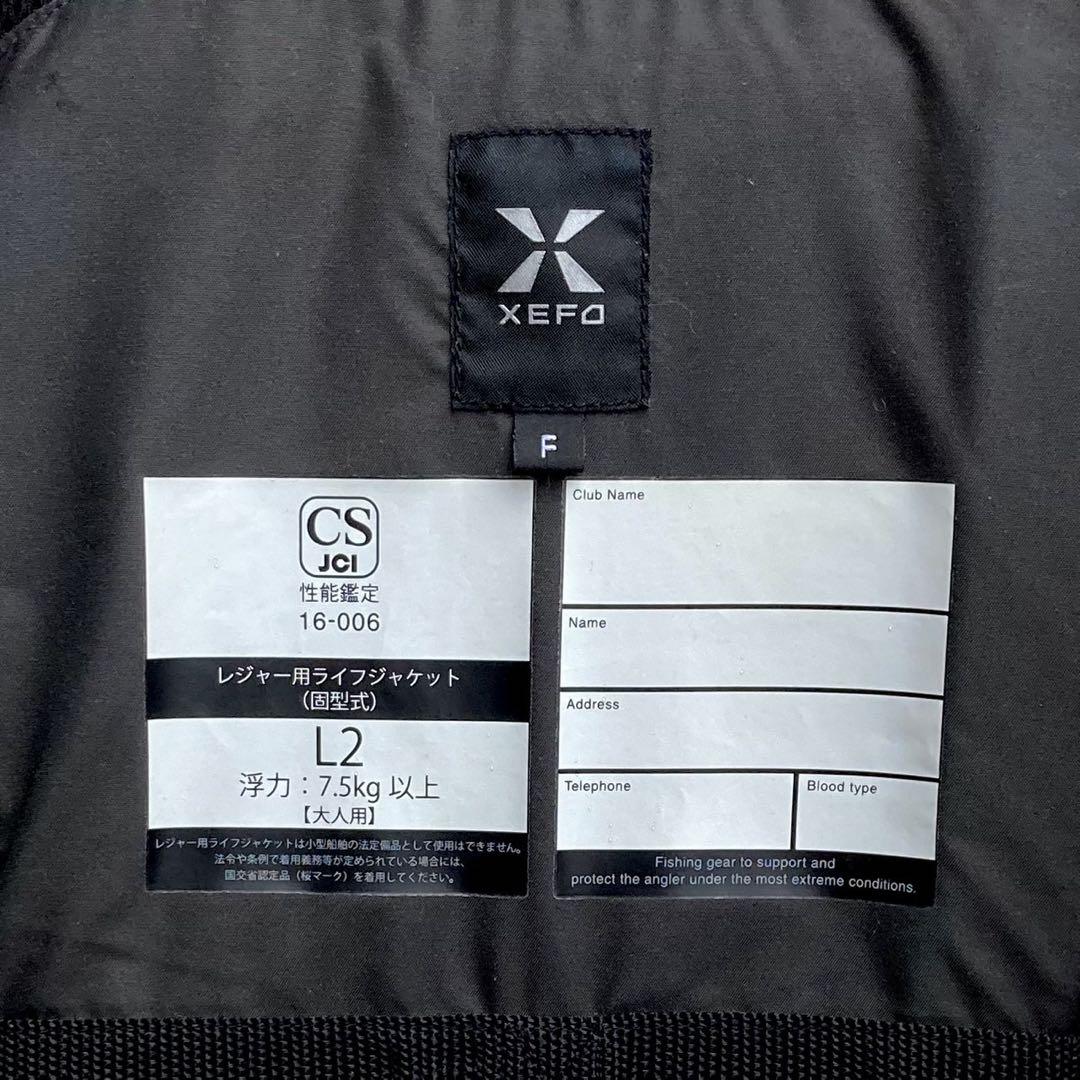 XEFO
F
CS
JCI
性能鑑定
16-006
レジャー用ライフジャケット
（固型式）
L2
浮力：7.5kg 以上
【大人用】
レジャー用ライフジャケットは小型船舶の法定備品として使用はできません。
法令や条例で着用義務等が定められている場合には、
国交省認定品（桜マーク）を着用してください。
Club Name
Name
Address
Telephone
Blood type
Fishing gear to support and
protect the angler under the most extreme conditions.